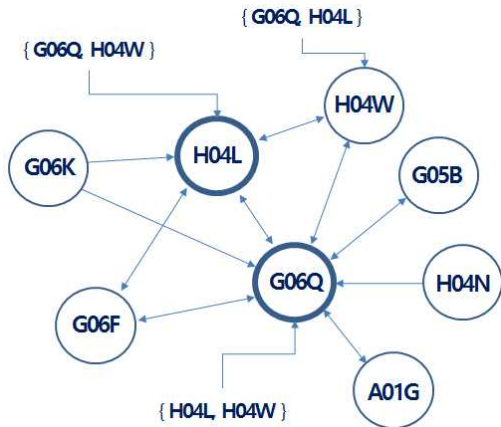 { G06Q, H04L }
{ G06Q, H04W }
H04W
H04L
G06K
G05B
G06Q
H04N
G06F
A01G
{ H04L, H04W }